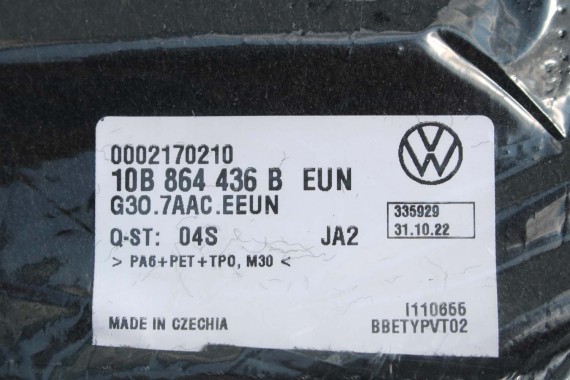 0002170210
10B 864 436 B EUN
G30.7AAC.EEUN
335929
31.10.22
Q-ST: 04S JA2
> PA6+PET+TPO, M30 <
I110655
MADE IN CZECHIA BBETYPVT02